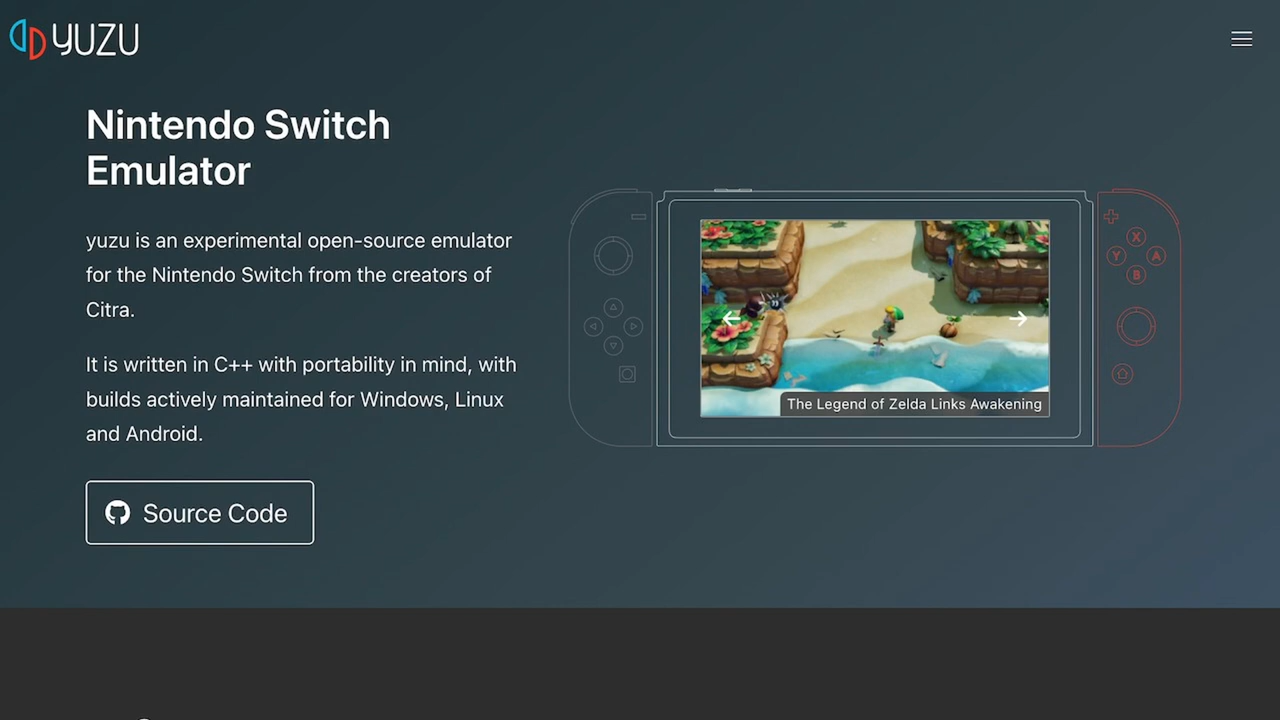 YUZU
Nintendo Switch
Emulator
yuzu is an experimental open-source emulator
for the Nintendo Switch from the creators of
Citra.
It is written in C++ with portability in mind, with
builds actively maintained for Windows, Linux
and Android.
Source Code
X
Y A
B
The Legend of Zelda Links Awakening